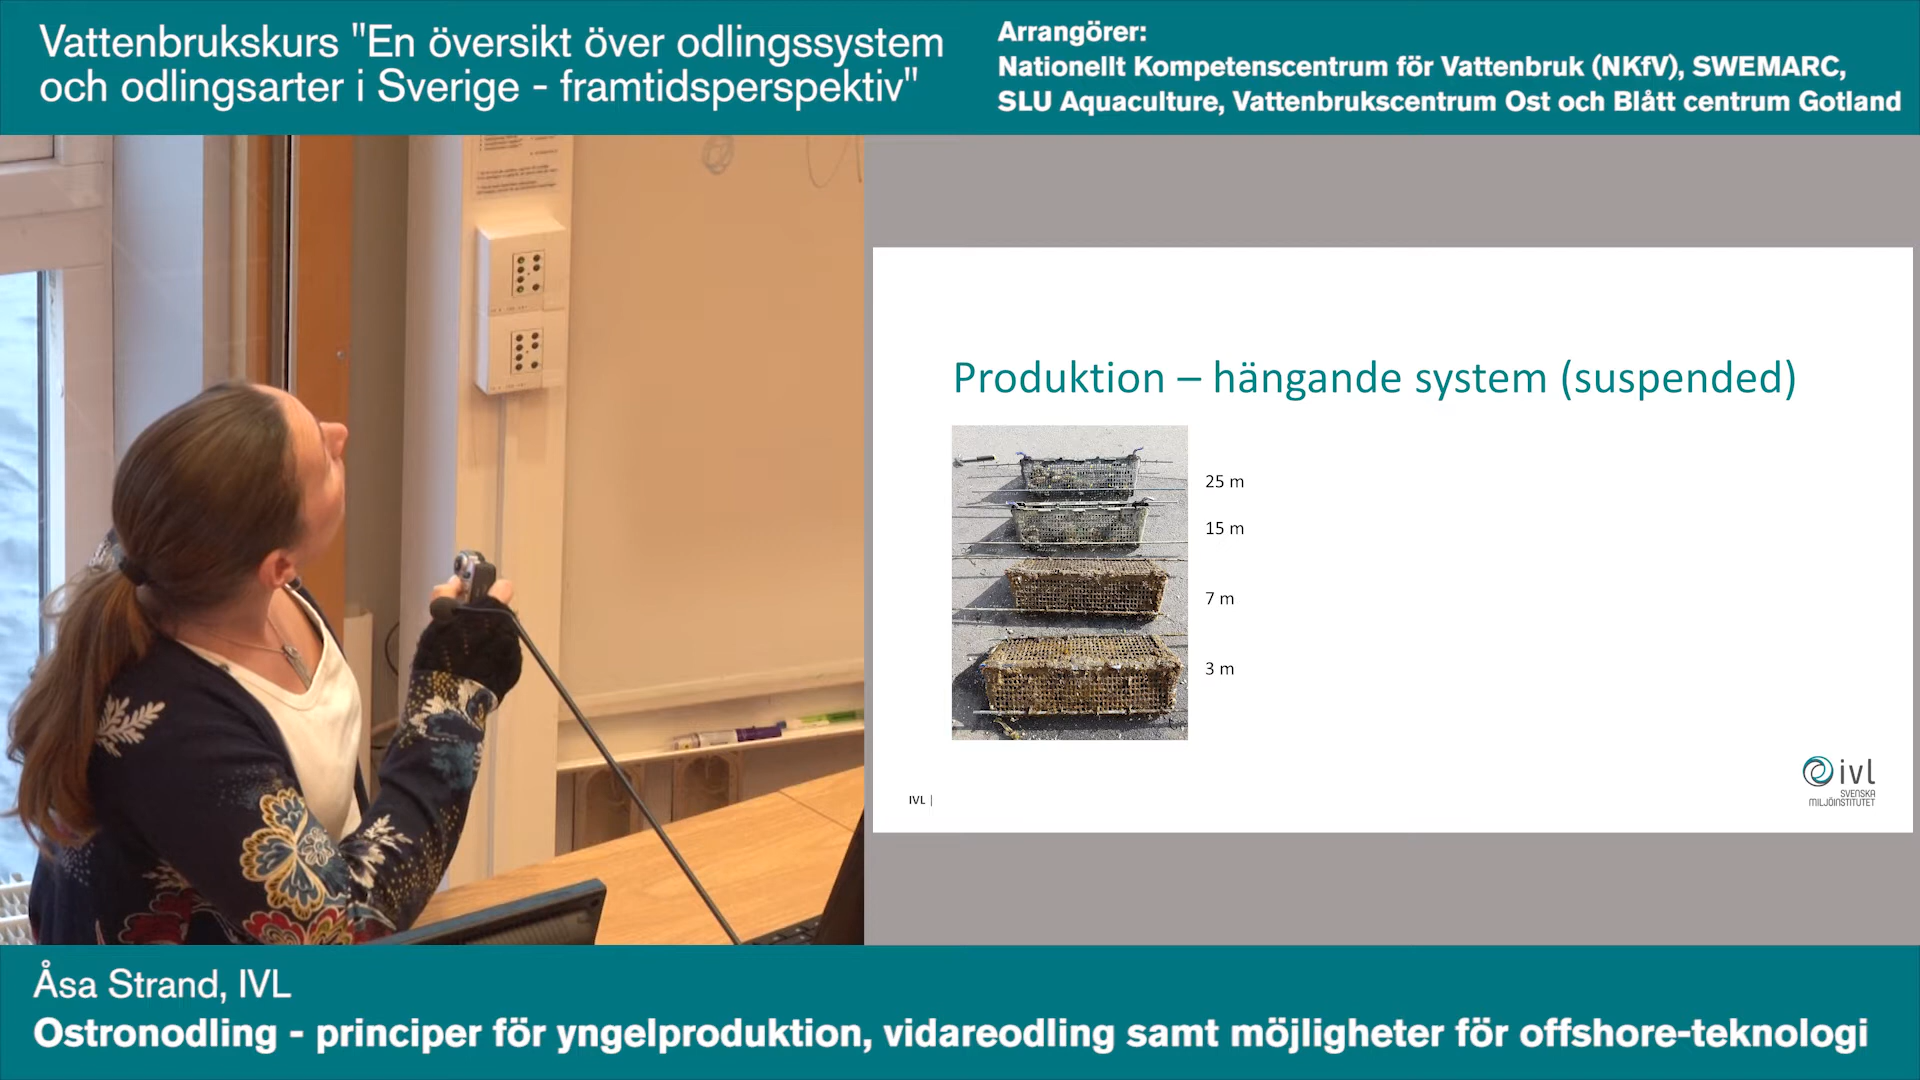 Vattenbrukskurs "En översikt över odlingssystem
och odlingsarter i Sverige - framtidsperspektiv"
Arrangörer:
Nationellt Kompetenscentrum för Vattenbruk (NKfV), SWEMARC,
SLU Aquaculture, Vattenbrukscentrum Ost och Blått centrum Gotland
Produktion – hängande system (suspended)
25 m
15 m
7 m
3 m
IVL |
ivl
SVENSKA
MILJÖINSTITUTET
Åsa Strand, IVL
Ostronodling - principer för yngelproduktion, vidareodling samt möjligheter för offshore-teknologi